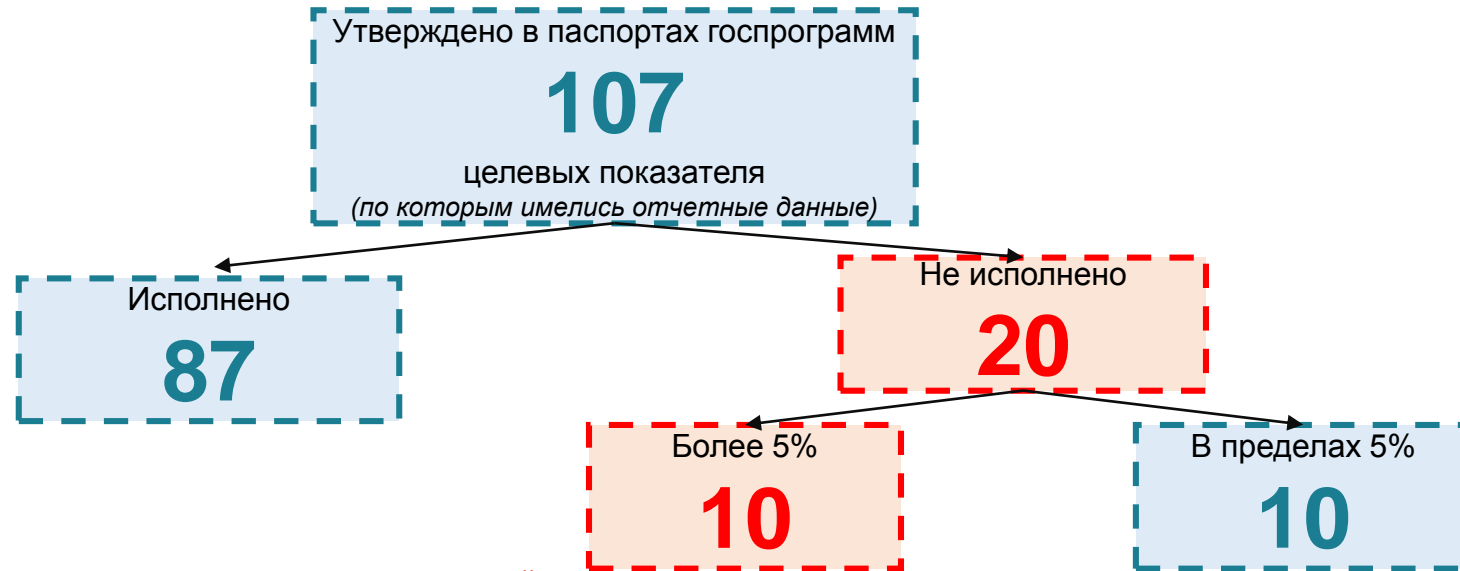 Утверждено в паспортах госпрограмм
107
целевых показателя
(по которым имелись отчетные данные)
Исполнено
87
Не исполнено
20
Более 5%
10
В пределах 5%
10